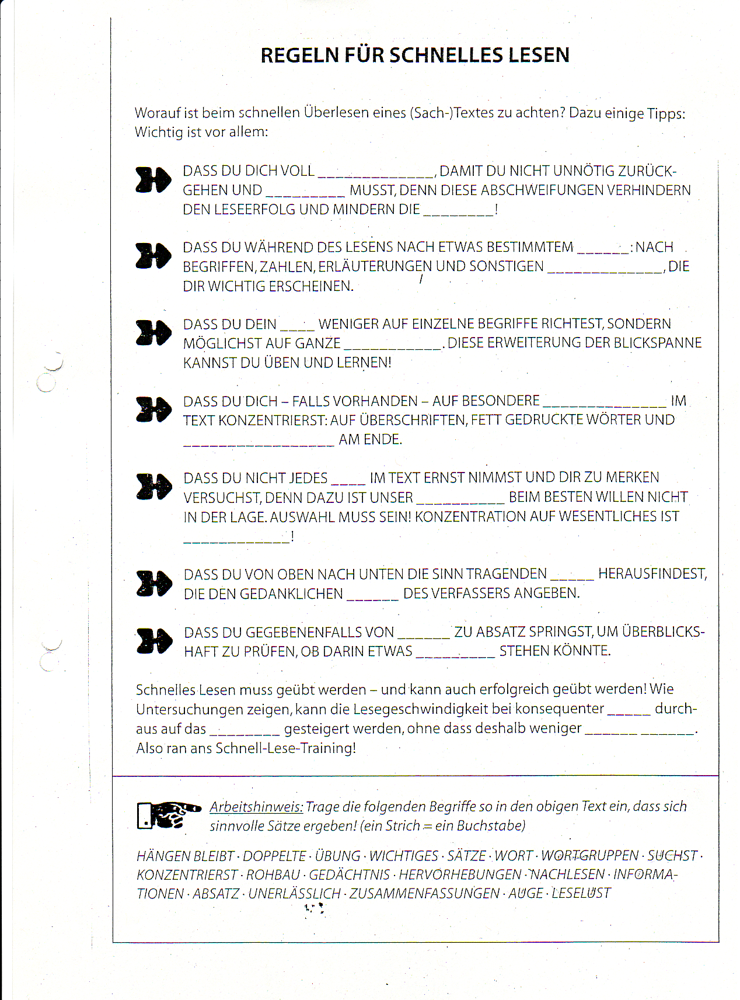 REGELN FÜR SCHNELLES LESEN
Worauf ist beim schnellen Überlesen eines (Sach-)Textes zu achten? Dazu einige Tipps:
Wichtig ist vor allem:
DASS DU DICH VOLL _____________, DAMIT DU NICHT UNNÖTIG ZURÜCK-
GEHEN UND _________ MUSST, DENN DIESE ABSCHWEIFUNGEN VERHINDERN
DEN LESEERFOLG UND MINDERN DIE ________!
DASS DU WÄHREND DES LESENS NACH ETWAS BESTIMMTEM ______: NACH
BEGRIFFEN, ZAHLEN, ERLÄUTERUNGEN UND SONSTIGEN _____________, DIE
DIR WICHTIG ERSCHEINEN.
DASS DU DEIN ____ WENIGER AUF EINZELNE BEGRIFFE RICHTEST, SONDERN
MÖGLICHST AUF GANZE ___________. DIESE ERWEITERUNG DER BLICKSPANNE
KANNST DU ÜBEN UND LERNEN!
DASS DU DICH – FALLS VORHANDEN – AUF BESONDERE ______________ IM
TEXT KONZENTRIERST: AUF ÜBERSCHRIFTEN, FETT GEDRUCKTE WÖRTER UND
_________________ AM ENDE.
DASS DU NICHT JEDES ____ IM TEXT ERNST NIMMST UND DIR ZU MERKEN
VERSUCHST, DENN DAZU IST UNSER __________ BEIM BESTEN WILLEN NICHT
IN DER LAGE. AUSWAHL MUSS SEIN! KONZENTRATION AUF WESENTLICHES IST
____________!
DASS DU VON OBEN NACH UNTEN DIE SINN TRAGENDEN _____ HERAUSFINDEST,
DIE DEN GEDANKLICHEN ______ DES VERFASSERS ANGEBEN.
DASS DU GEGEBENENFALLS VON ______ ZU ABSATZ SPRINGST, UM ÜBERBLICKS-
HAFT ZU PRÜFEN, OB DARIN ETWAS _________ STEHEN KÖNNTE.
Schnelles Lesen muss geübt werden – und kann auch erfolgreich geübt werden! Wie
Untersuchungen zeigen, kann die Lesegeschwindigkeit bei konsequenter _____ durch-
aus auf das ________ gesteigert werden, ohne dass deshalb weniger ______ ______.
Also ran ans Schnell-Lese-Training!
Arbeitshinweis: Trage die folgenden Begriffe so in den obigen Text ein, dass sich
sinnvolle Sätze ergeben! (ein Strich = ein Buchstabe)
HÄNGEN BLEIBT · DOPPELTE · ÜBUNG · WICHTIGES · SÄTZE · WORT · WORTGRUPPEN · SUCHST ·
KONZENTRIERST · ROHBAU · GEDÄCHTNIS · HERVORHEBUNGEN · NACHLESEN · INFORMA-
TIONEN · ABSATZ · UNERLÄSSLICH · ZUSAMMENFASSUNGEN · AUGE · LESELUST